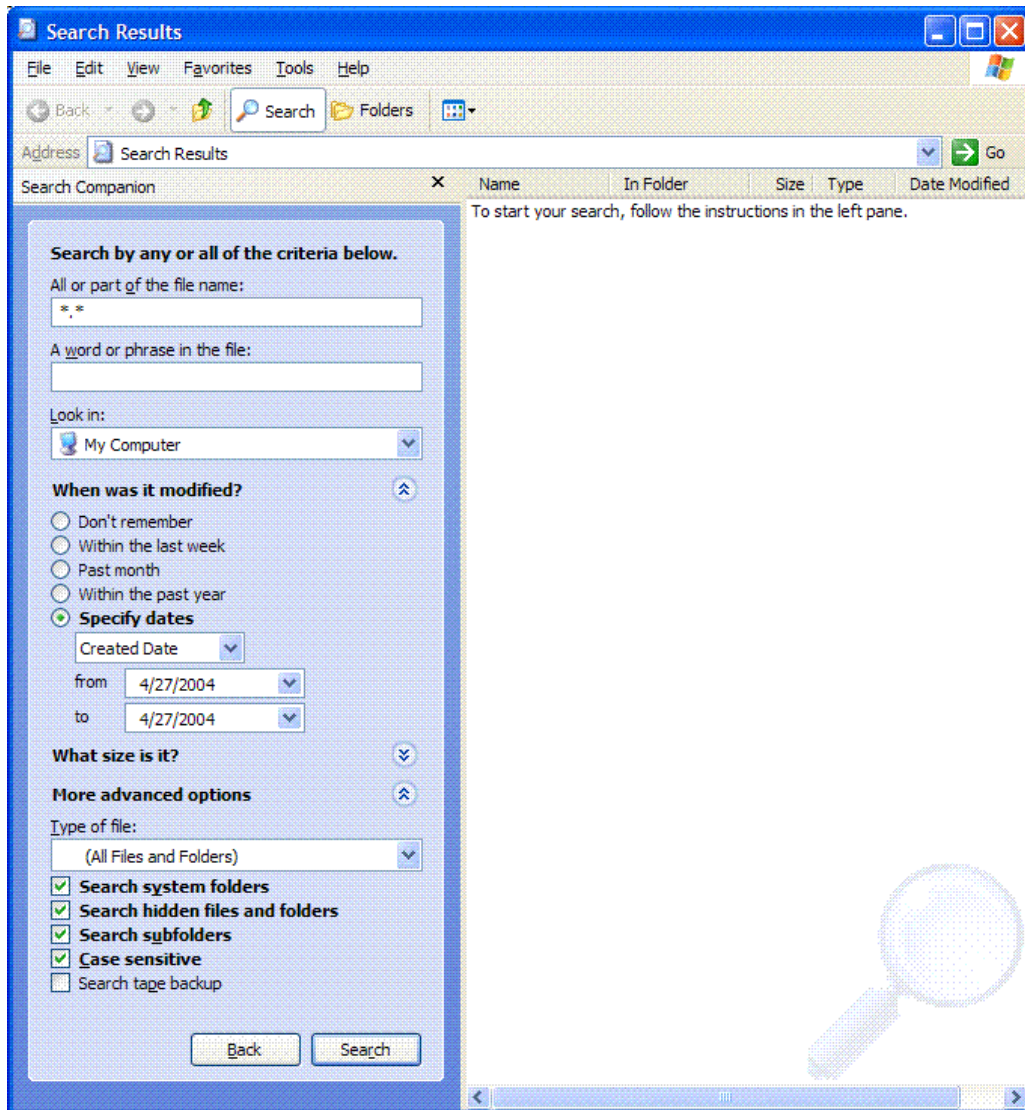 Search Results
File Edit View Favorites Tools Help
Back Search Folders
Address Search Results Go
Search Companion
Name In Folder Size Type Date Modified
To start your search, follow the instructions in the left pane.
Search by any or all of the criteria below.
All or part of the file name:
*.*
A word or phrase in the file:
Look in:
My Computer
When was it modified?
Don't remember
Within the last week
Past month
Within the past year
Specify dates
Created Date
from 4/27/2004
to 4/27/2004
What size is it?
More advanced options
Type of file:
(All Files and Folders)
Search system folders
Search hidden files and folders
Search subfolders
Case sensitive
Search tape backup
Back Search